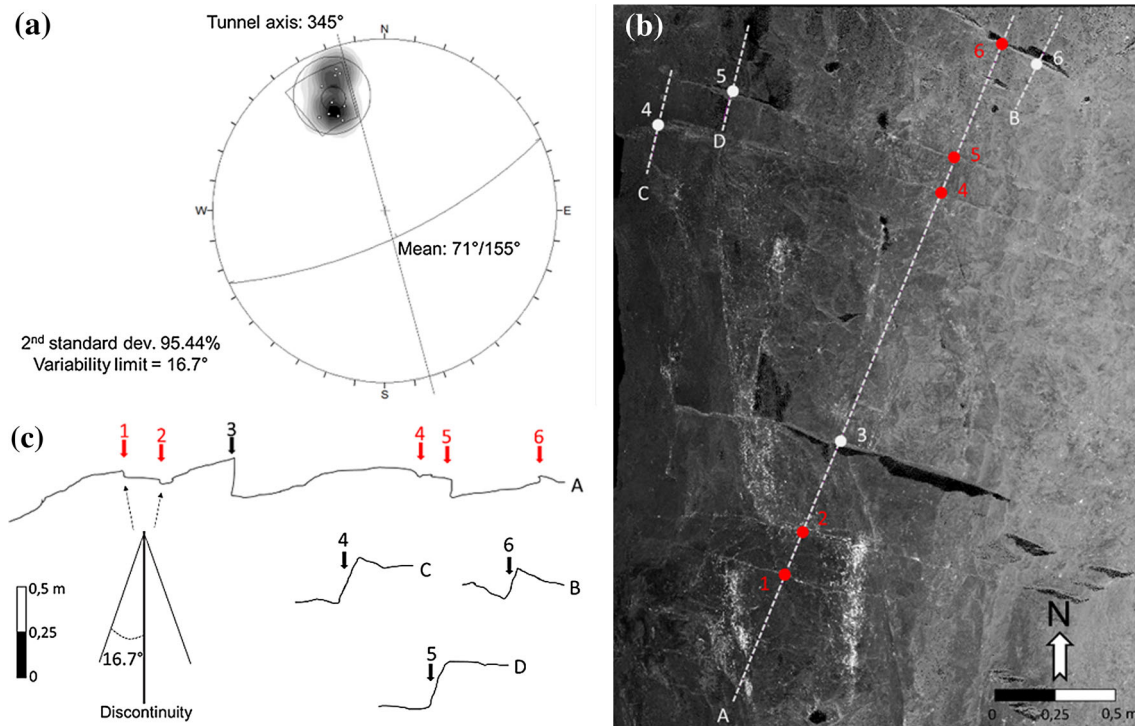 (a)
Tunnel axis: 345°
N
W
E
S
Mean: 71°/155°
2nd standard dev. 95.44%
Variability limit = 16.7°
(b)
6
6
5
B
4
D
5
4
C
3
2
1
A
N
0
0,25
0,5 m
(c)
1
2
3
4
5
6
A
4
C
6
B
0,5 m
0,25
0
16.7°
5
D
Discontinuity